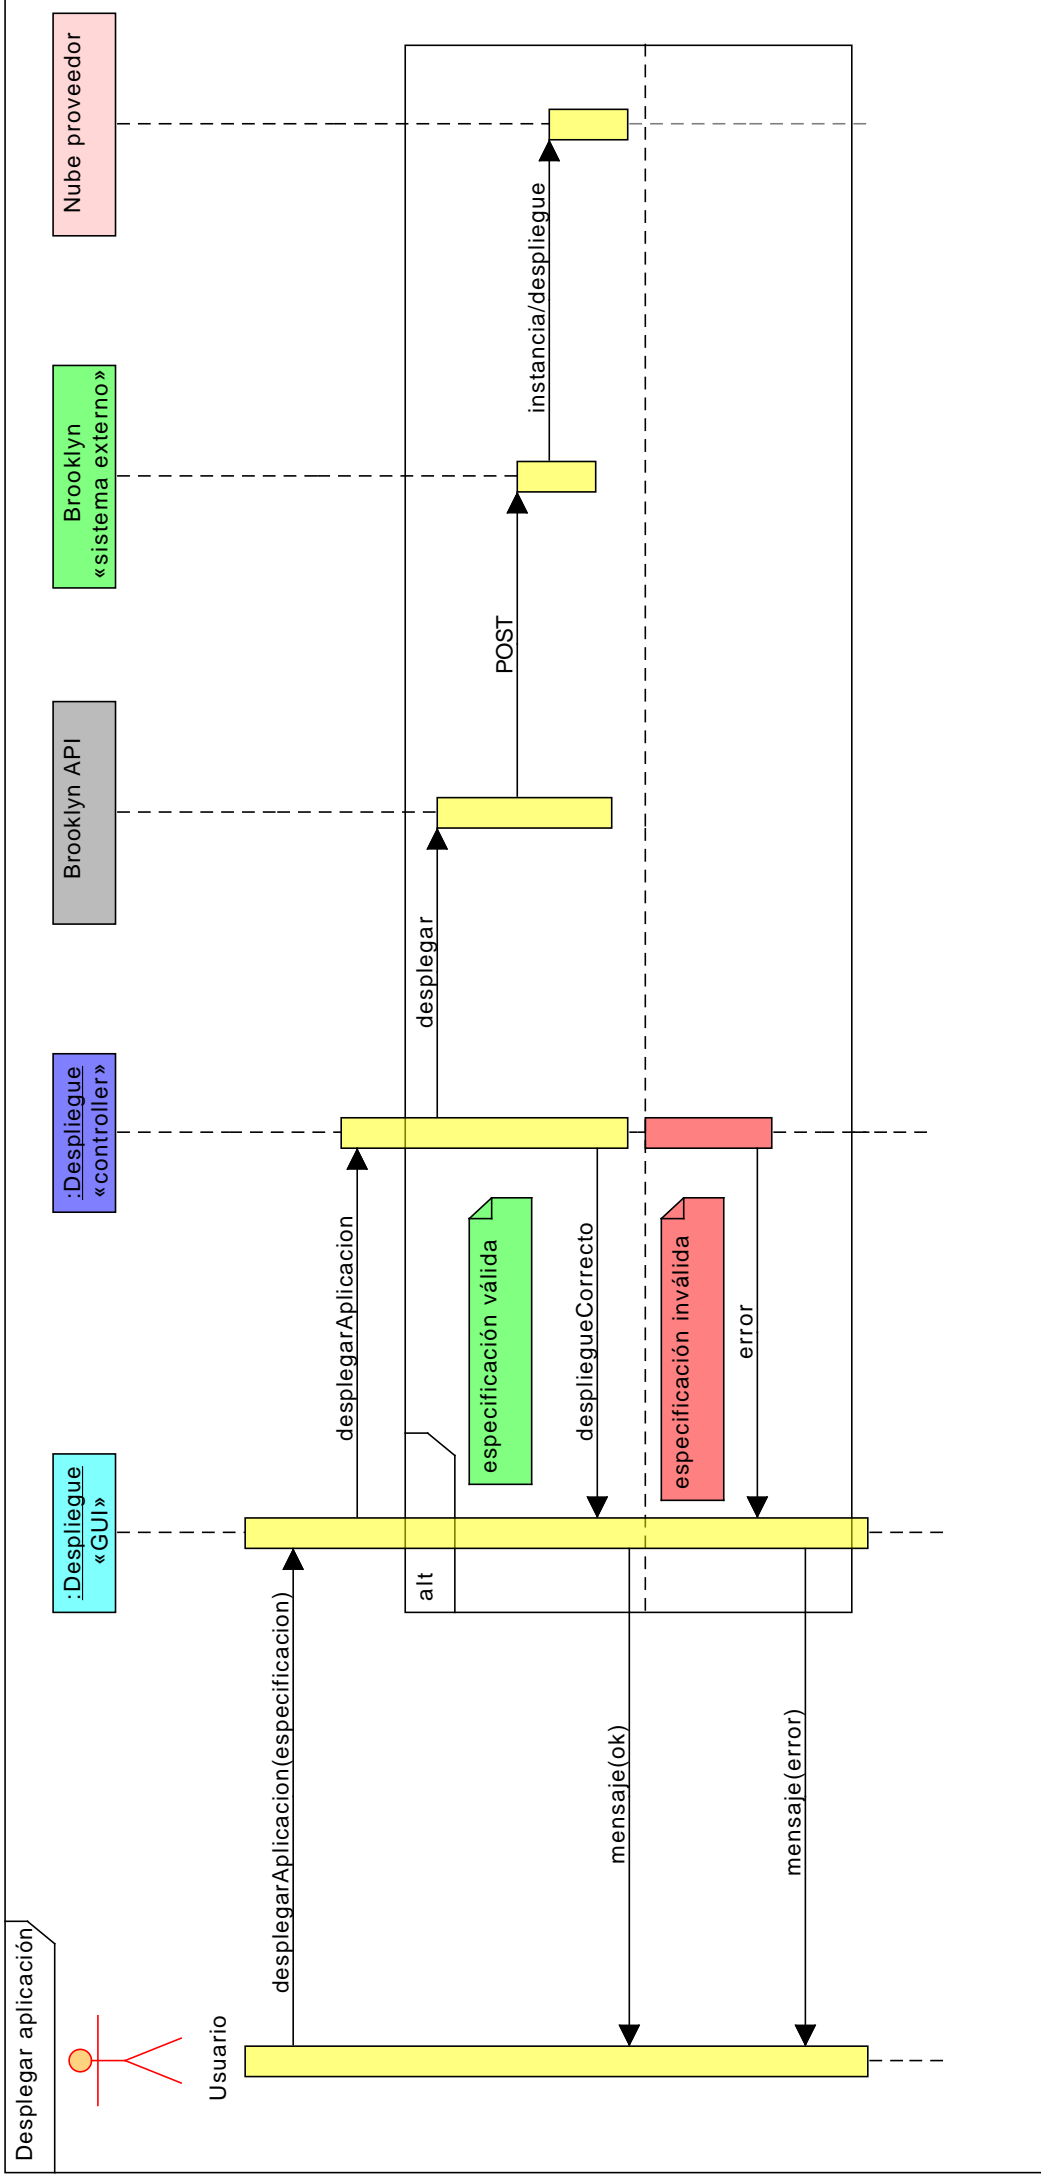 Desplegar aplicación
Usuario
:Despliegue
«GUI»
:Despliegue
«controller»
Brooklyn API
Brooklyn
«sistema externo»
Nube proveedor
desplegarAplicacion(especificacion)
desplegarAplicacion
alt
desplegar
especificación válida
POST
instancia/despliegue
despliegueCorrecto
mensaje(ok)
especificación inválida
error
mensaje(error)